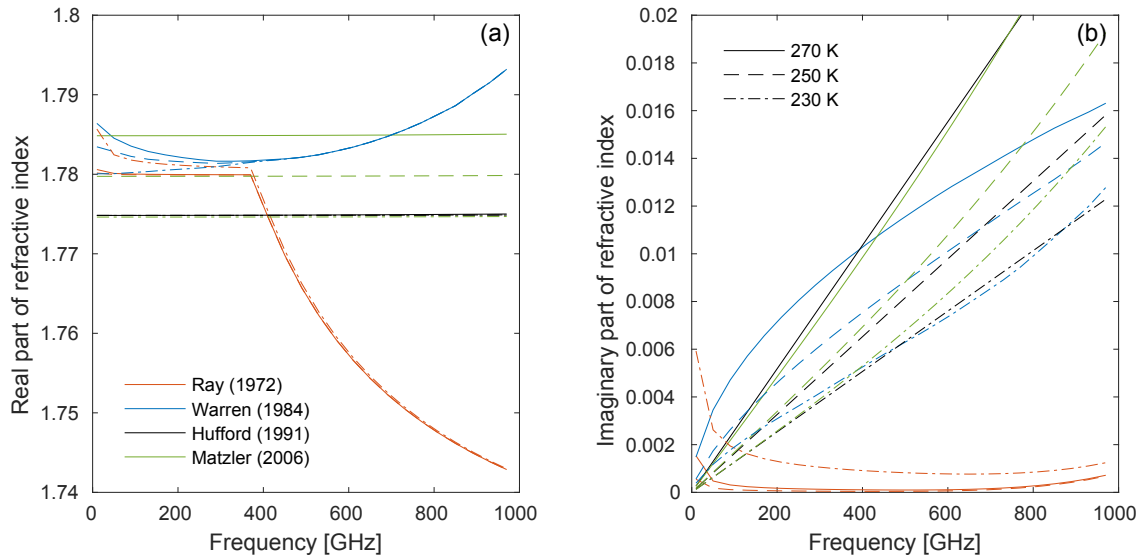 (a)
Real part of refractive index
1.8
1.79
1.78
1.77
1.76
1.75
1.74
Ray (1972)
Warren (1984)
Hufford (1991)
Matzler (2006)
0 200 400 600 800 1000
Frequency [GHz]
(b)
Imaginary part of refractive index
0.02
0.018
0.016
0.014
0.012
0.01
0.008
0.006
0.004
0.002
0
270 K
250 K
230 K
200 400 600 800 1000
Frequency [GHz]